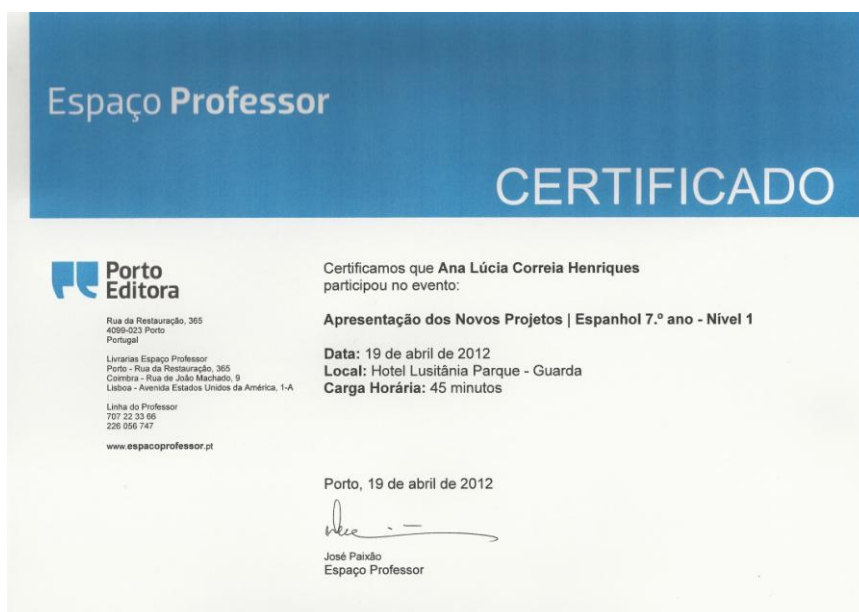 Espaço Professor
CERTIFICADO
Porto
Editora
Rua da Restauração, 365
4099-023 Porto
Portugal
Livrarias Espaço Professor
Porto - Rua da Restauração, 365
Coimbra - Rua de João Machado, 9
Lisboa - Avenida Estados Unidos da América, 1-A
Linha do Professor
707 22 33 66
226 056 747
www.espacoprofessor.pt
Certificamos que Ana Lúcia Correia Henriques
participou no evento:
Apresentação dos Novos Projetos | Espanhol 7.º ano - Nível 1
Data: 19 de abril de 2012
Local: Hotel Lusitânia Parque - Guarda
Carga Horária: 45 minutos
Porto, 19 de abril de 2012
José Paixão
Espaço Professor